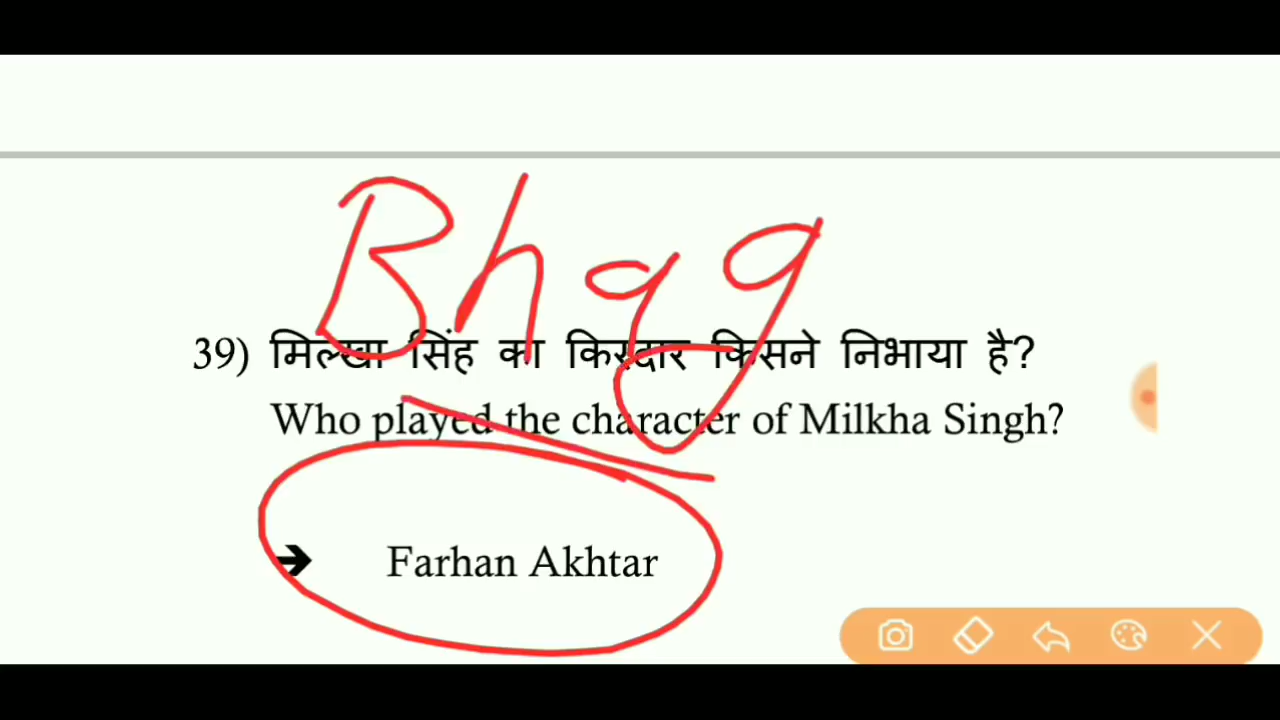 Bhag
39) मिल्खा सिंह का किरदार किसने निभाया है?
Who played the character of Milkha Singh?
➔ Farhan Akhtar